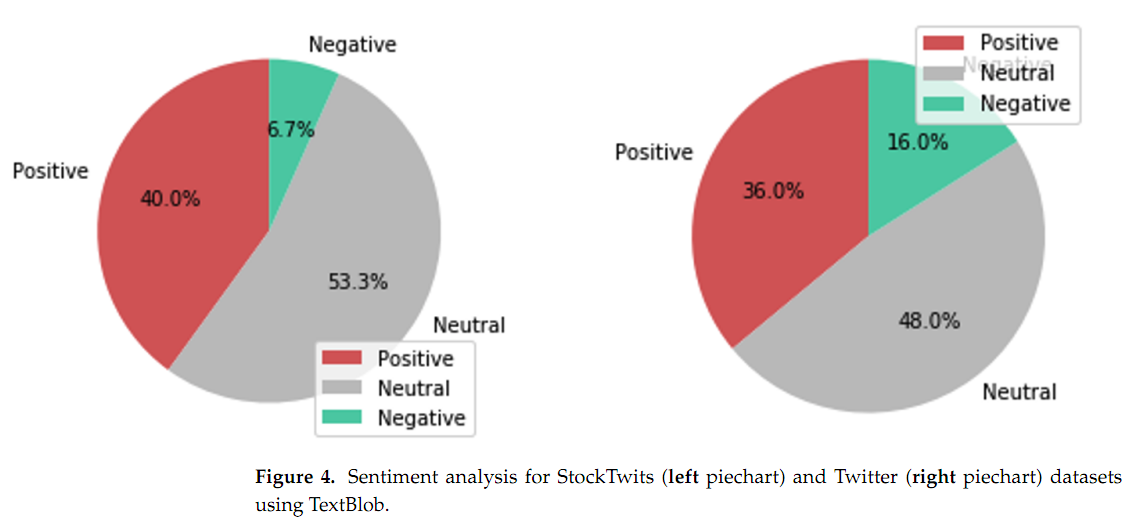 Negative
6.7%
Positive
40.0%
53.3%
Neutral
Positive
Neutral
Negative
Positive
Neutral
Negative
Negative
Positive
16.0%
36.0%
48.0%
Neutral
Figure 4. Sentiment analysis for StockTwits (left piechart) and Twitter (right piechart) datasets
using TextBlob.